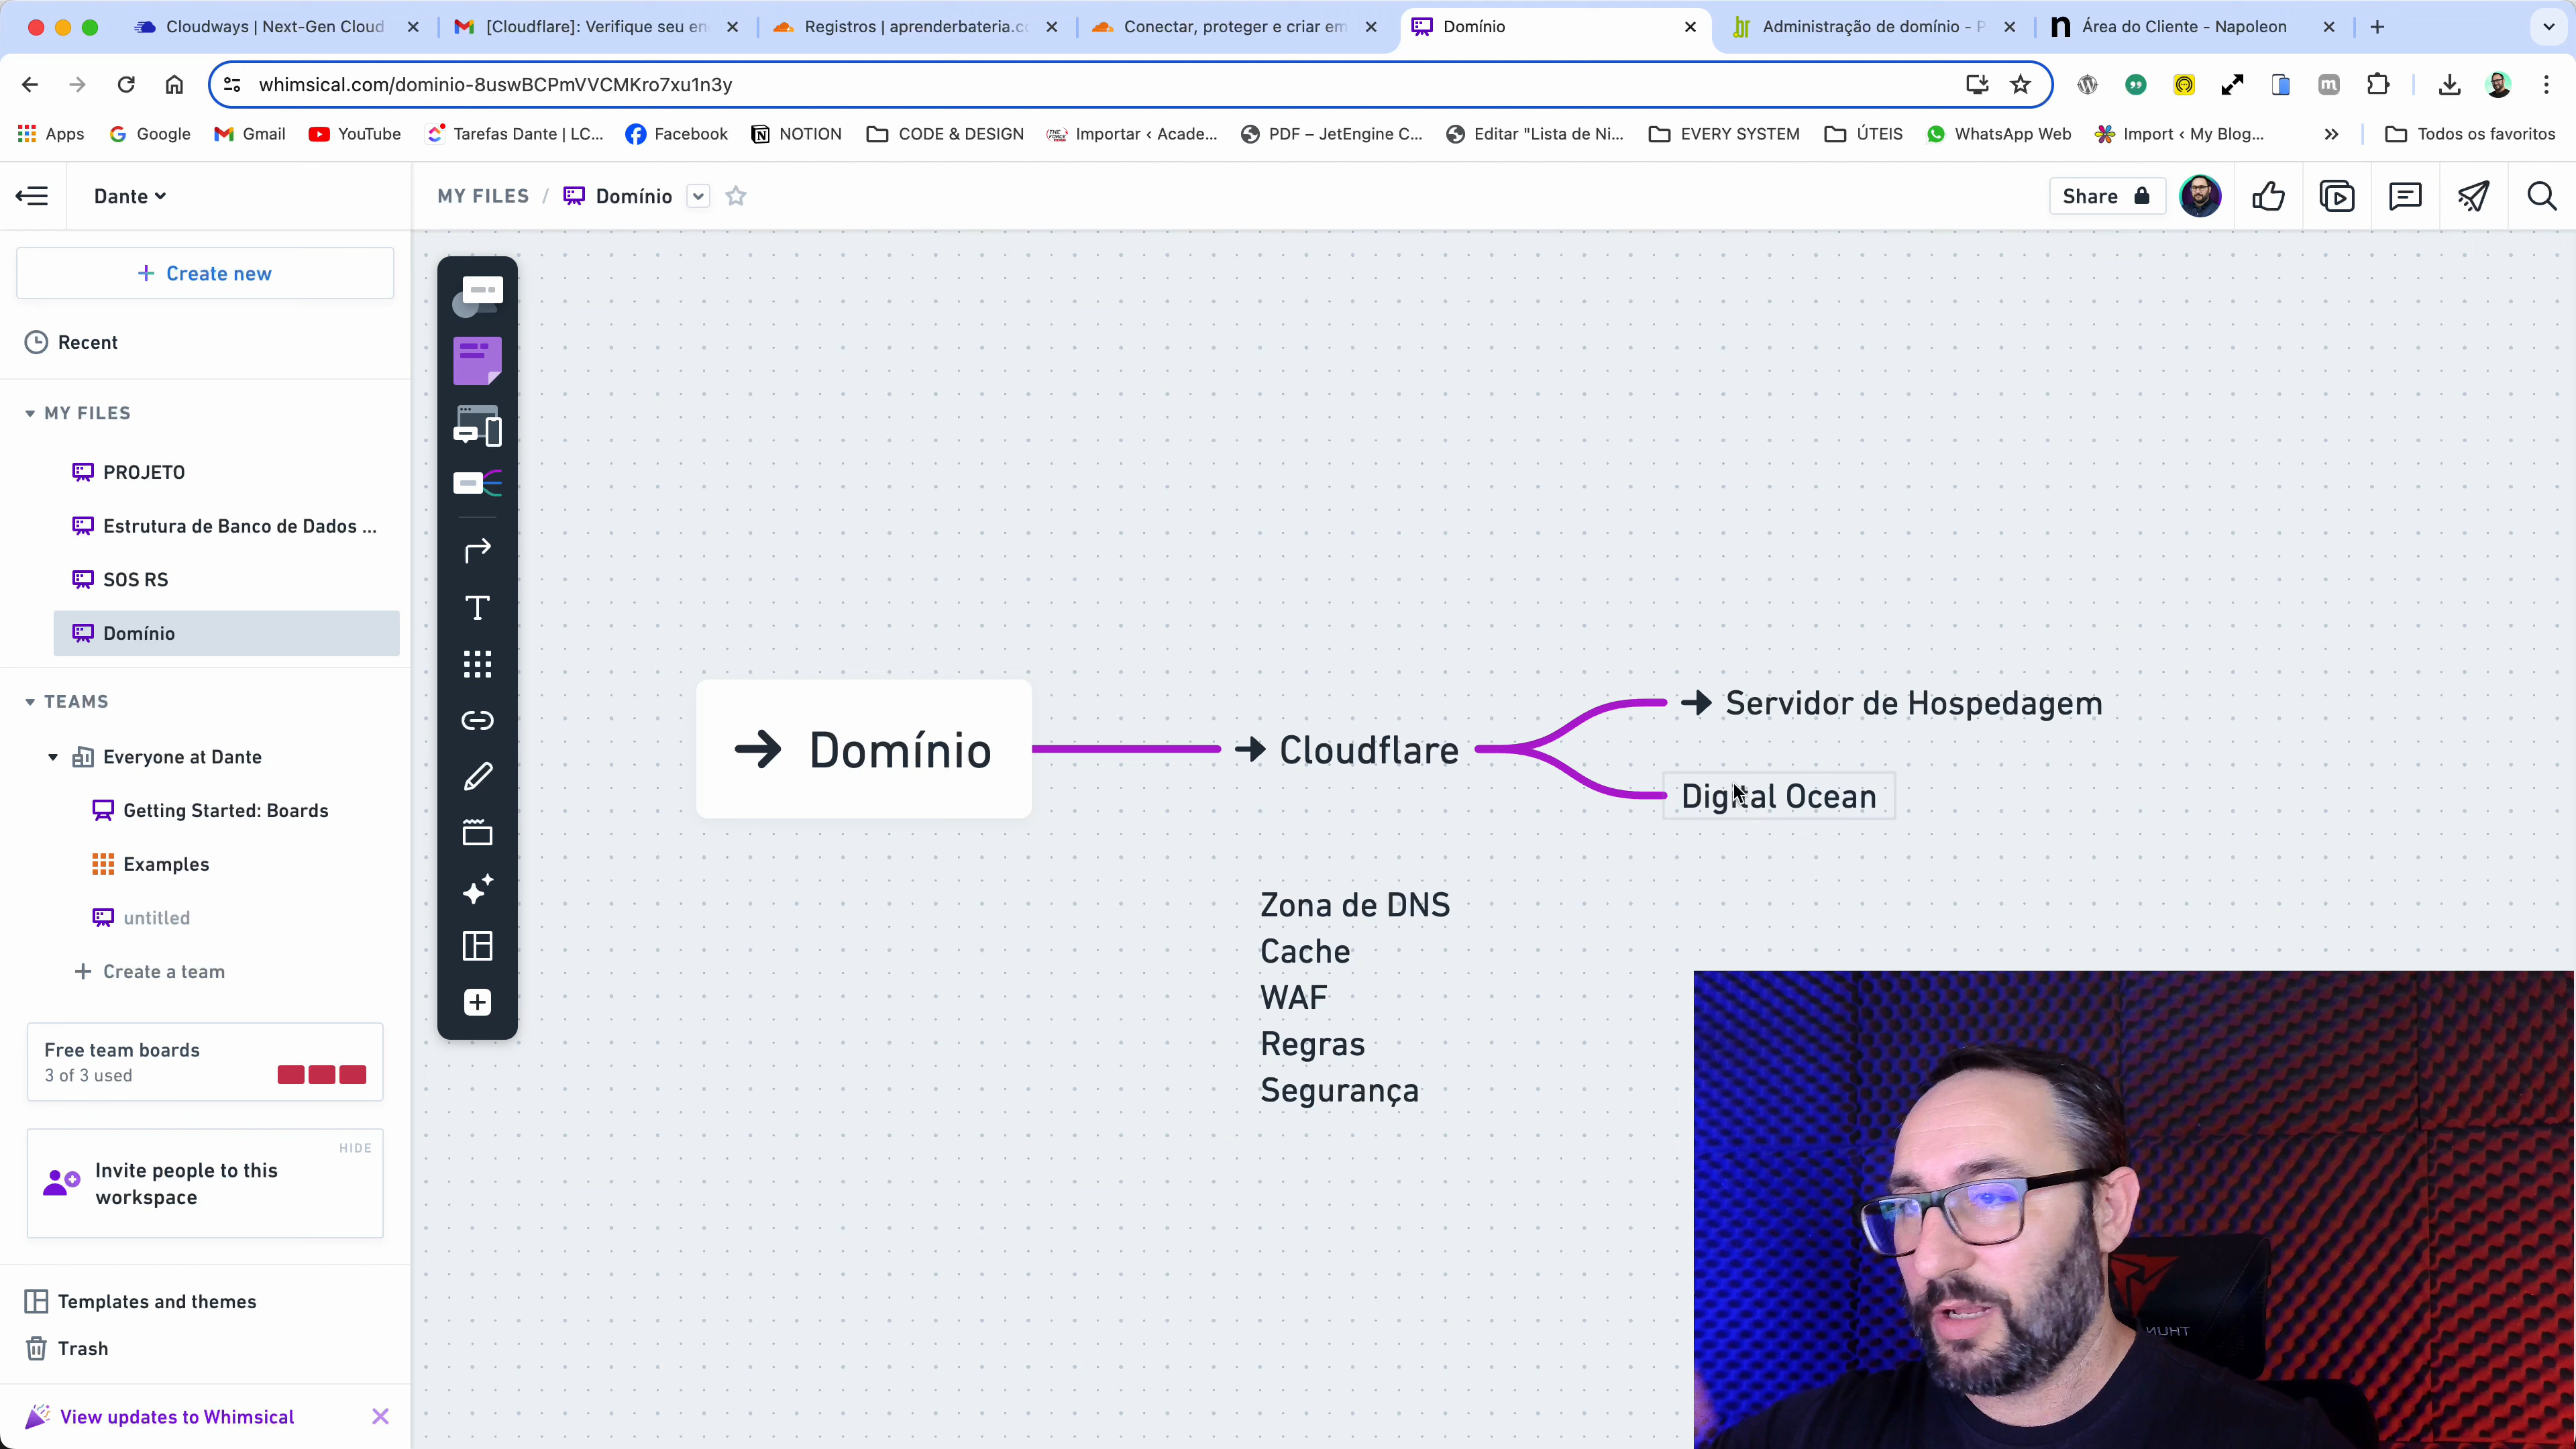 Cloudways | Next-Gen Cloud
[Cloudflare]: Verifique seu en
Registros | aprenderbateria.co
Conectar, proteger e criar em
Domínio
Administração de domínio - P
Área do Cliente - Napoleon
whimsical.com/dominio-8uswBCPmVVCMKro7xu1n3y
Apps
Google
Gmail
YouTube
Tarefas Dante | LC...
Facebook
NOTION
CODE & DESIGN
Importar ‹ Acade...
PDF – JetEngine C...
Editar "Lista de Ni...
EVERY SYSTEM
ÚTEIS
WhatsApp Web
Import ‹ My Blog...
Todos os favoritos
Dante
MY FILES / Domínio
Share
Create new
Recent
MY FILES
PROJETO
Estrutura de Banco de Dados ...
SOS RS
Domínio
TEAMS
Everyone at Dante
Getting Started: Boards
Examples
untitled
Create a team
Free team boards
3 of 3 used
HIDE
Invite people to this
workspace
Templates and themes
Trash
View updates to Whimsical
Domínio
Cloudflare
Servidor de Hospedagem
Digital Ocean
Zona de DNS
Cache
WAF
Regras
Segurança